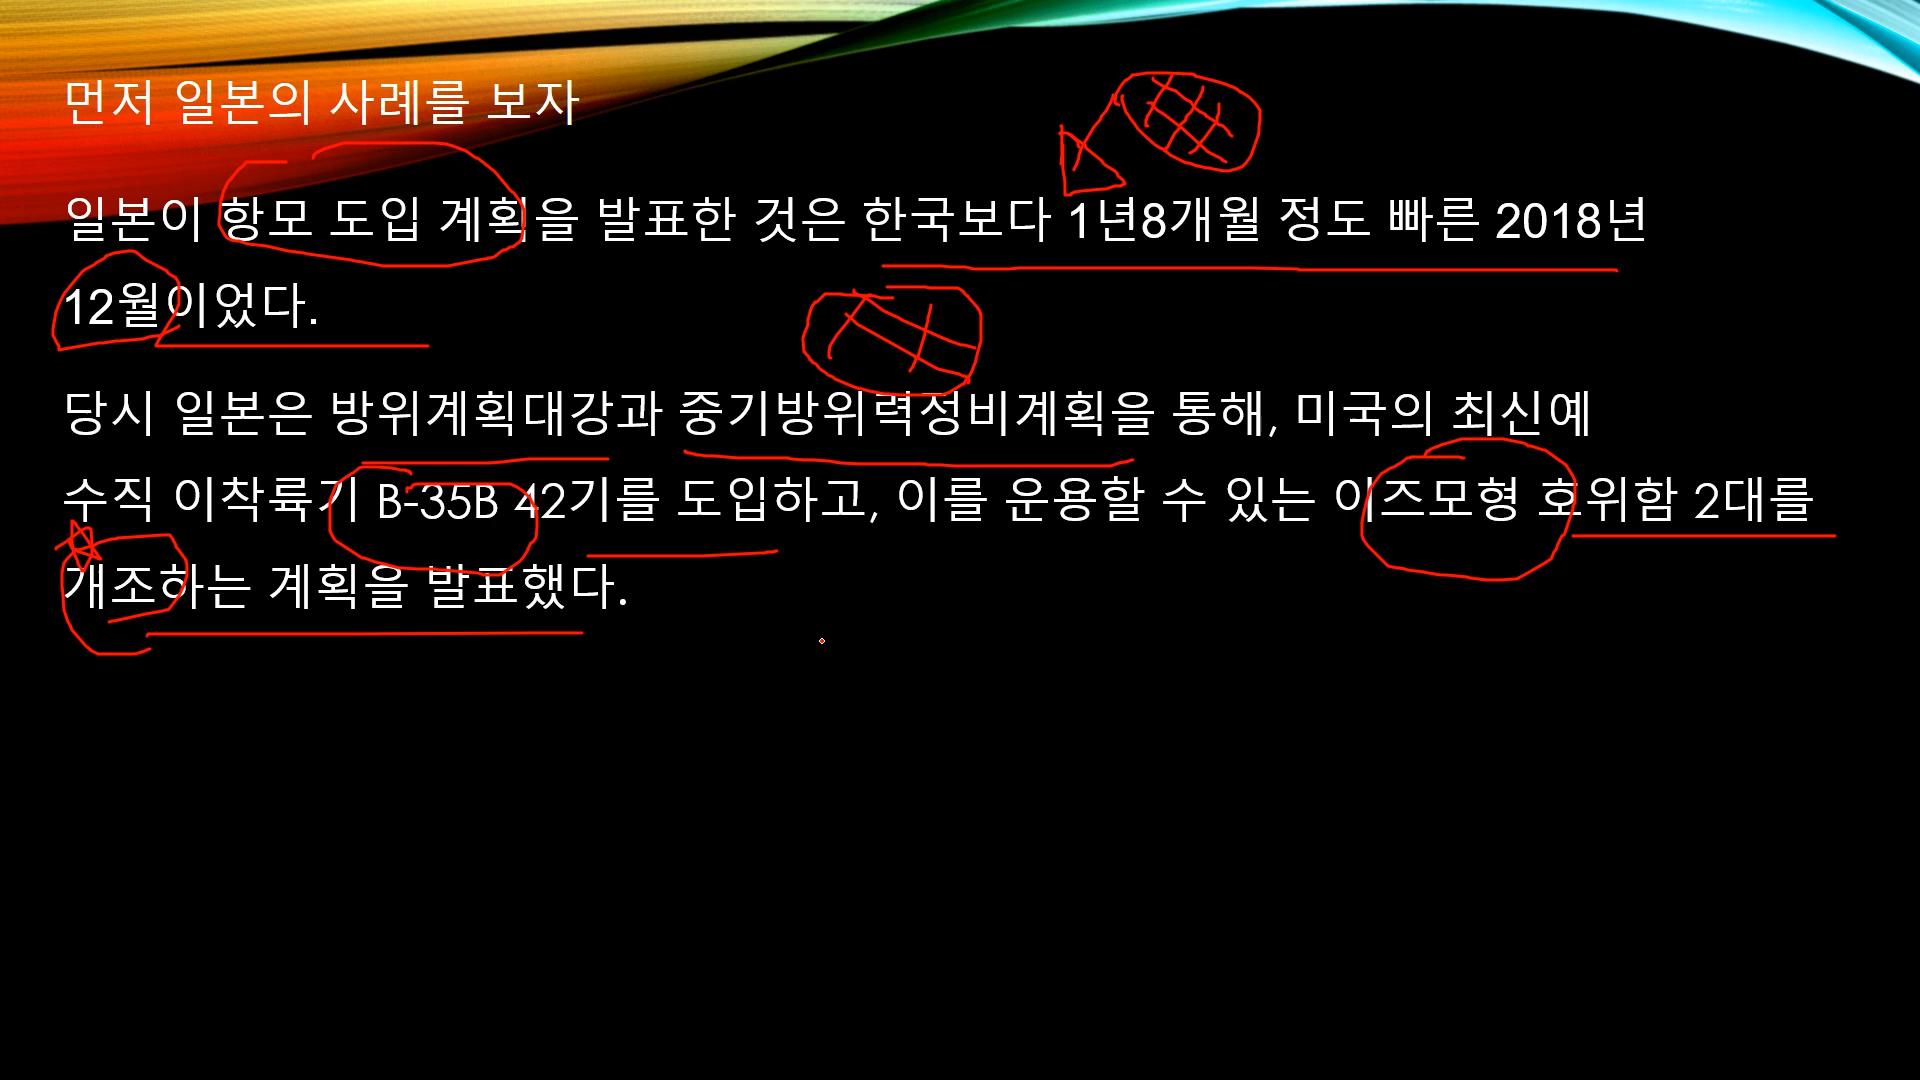 먼저 일본의 사례를 보자
일본이 항모 도입 계획을 발표한 것은 한국보다 1년8개월 정도 빠른 2018년
12월이었다.
당시 일본은 방위계획대강과 중기방위력정비계획을 통해, 미국의 최신예
수직 이착륙기 B-35B 42기를 도입하고, 이를 운용할 수 있는 이즈모형 호위함 2대를
개조하는 계획을 발표했다.